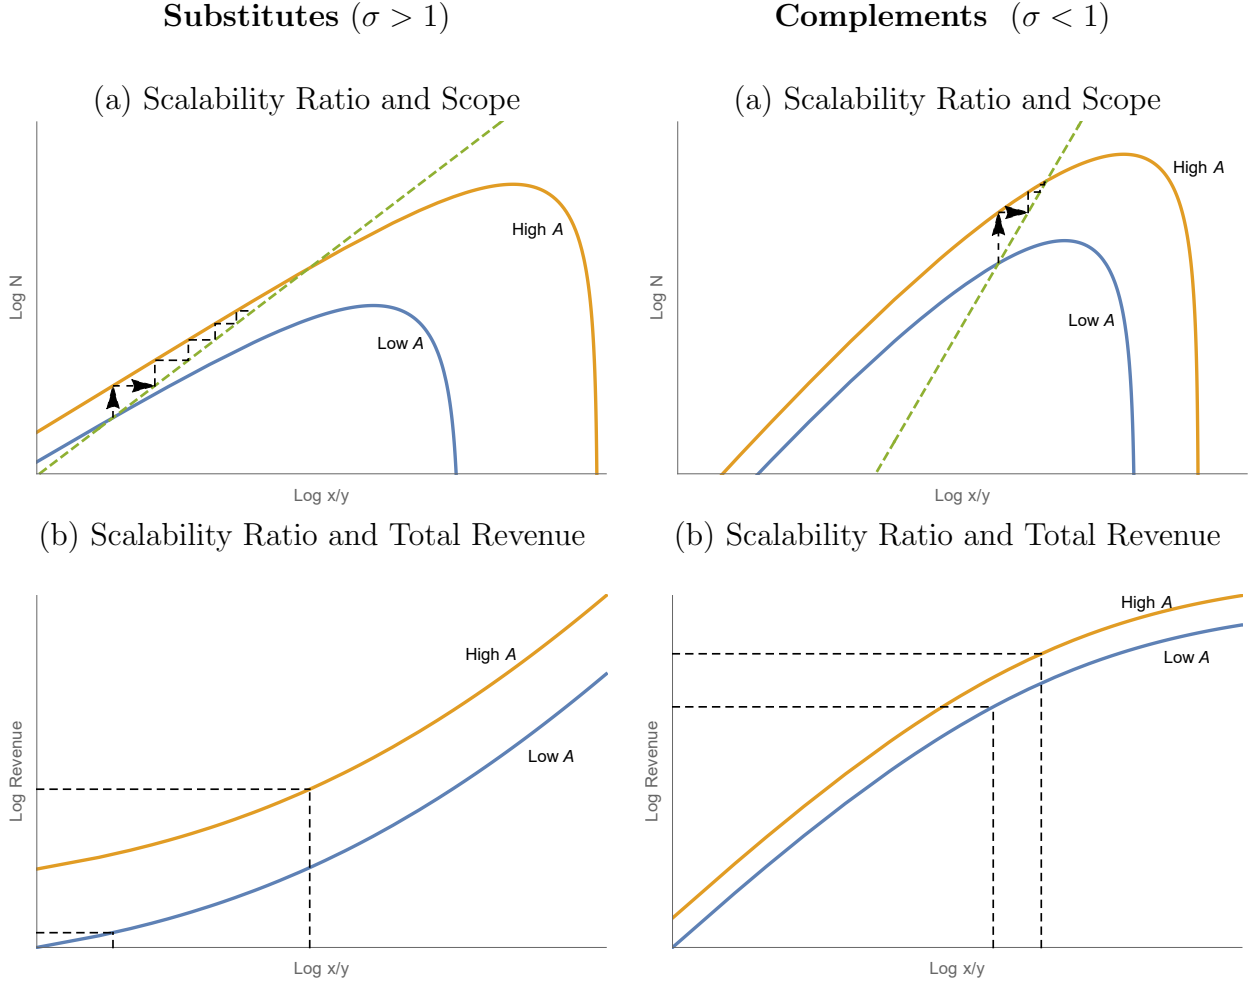 Substitutes (σ > 1)
Complements (σ < 1)
(a) Scalability Ratio and Scope
(a) Scalability Ratio and Scope
High A
Low A
Log N
Log x/y
High A
Low A
Log N
Log x/y
(b) Scalability Ratio and Total Revenue
(b) Scalability Ratio and Total Revenue
High A
Low A
Log Revenue
Log x/y
High A
Low A
Log Revenue
Log x/y